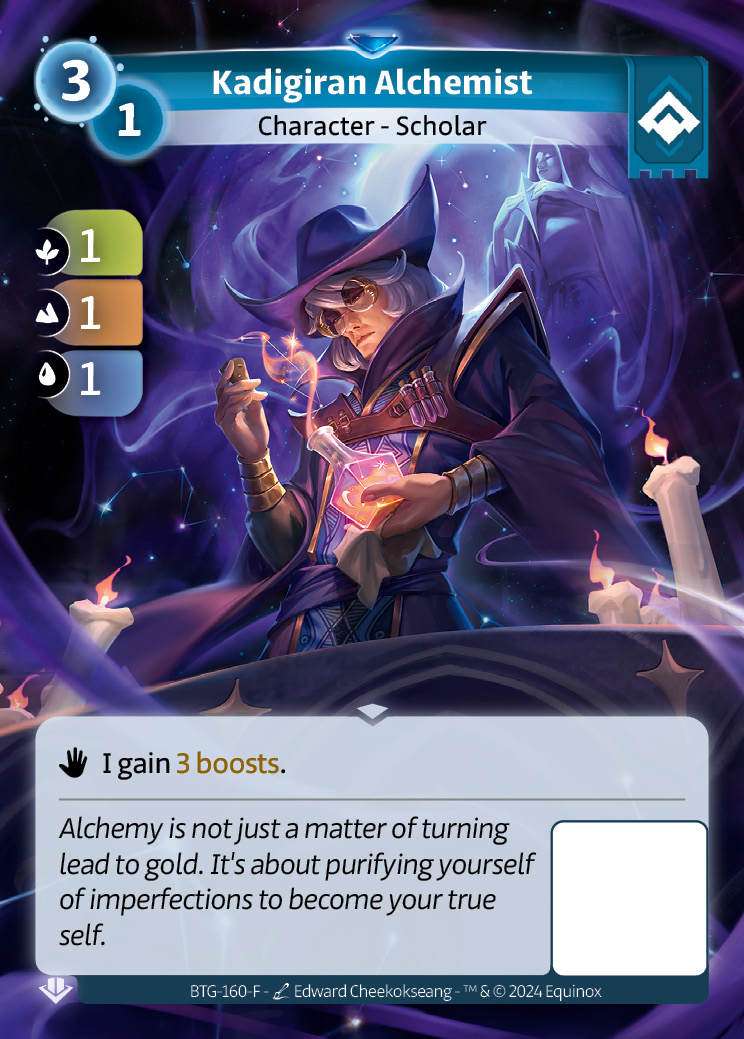 3
Kadigiran Alchemist
1
Character - Scholar
1
1
1
I gain 3 boosts.
Alchemy is not just a matter of turning
lead to gold. It's about purifying yourself
of imperfections to become your true
self.
BTG-160-F - Edward Cheekokseang - ™ & © 2024 Equinox